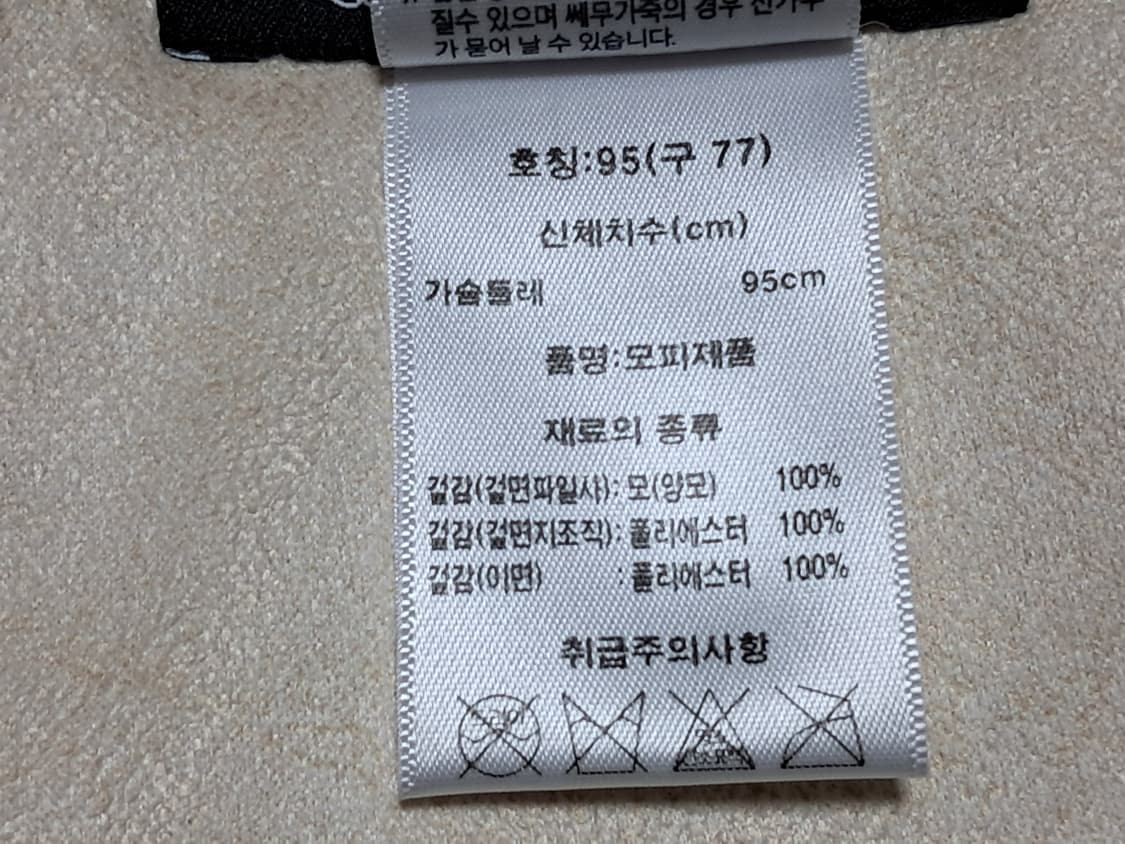 질수 있으며 쎄무가죽의 경우 잔가루
가 묻어 날 수 있습니다.
호칭:95(구 77)
신체치수(cm)
가슴둘레 95cm
품명:모피제품
재료의 종류
겉감(겉면파일사): 모(양모) 100%
겉감(겉면지조직): 폴리에스터 100%
겉감(이면) : 폴리에스터 100%
취급주의사항
염소